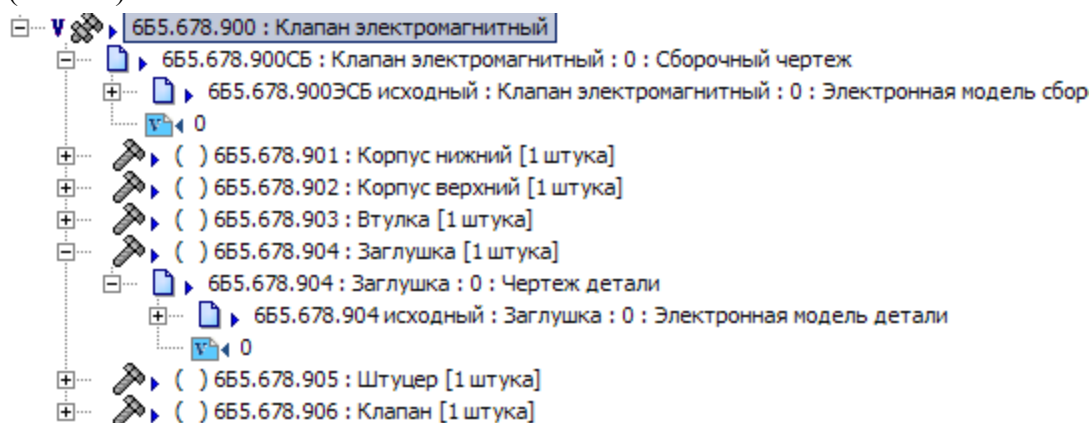 6Б5.678.900 : Клапан электромагнитный
6Б5.678.900СБ : Клапан электромагнитный : 0 : Сборочный чертеж
6Б5.678.900ЭСБ исходный : Клапан электромагнитный : 0 : Электронная модель сбор
0
( ) 6Б5.678.901 : Корпус нижний [1 штука]
( ) 6Б5.678.902 : Корпус верхний [1 штука]
( ) 6Б5.678.903 : Втулка [1 штука]
( ) 6Б5.678.904 : Заглушка [1 штука]
6Б5.678.904 : Заглушка : 0 : Чертеж детали
6Б5.678.904 исходный : Заглушка : 0 : Электронная модель детали
0
( ) 6Б5.678.905 : Штуцер [1 штука]
( ) 6Б5.678.906 : Клапан [1 штука]